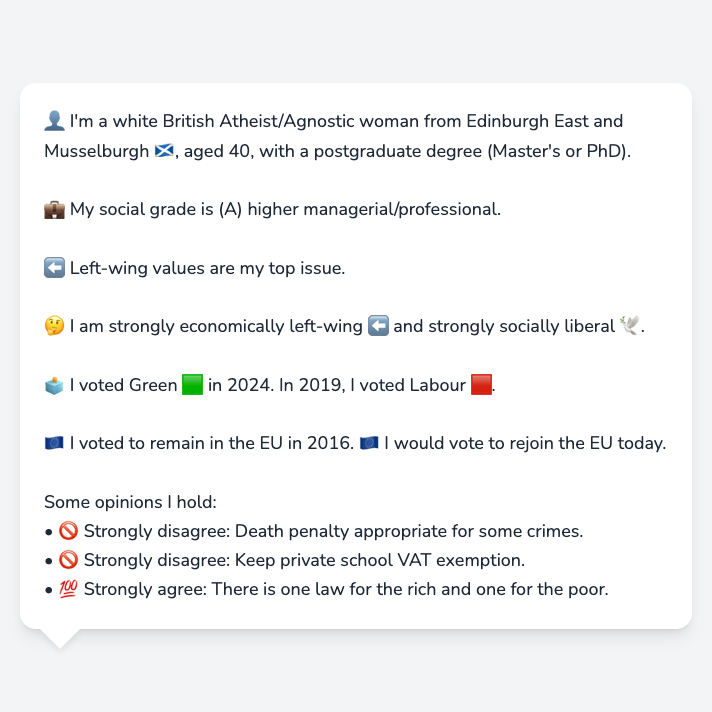 👤 I'm a white British Atheist/Agnostic woman from Edinburgh East and
Musselburgh 🏴󠁧󠁢󠁳󠁣󠁴󠁿, aged 40, with a postgraduate degree (Master's or PhD).
💼 My social grade is (A) higher managerial/professional.
⬅️ Left-wing values are my top issue.
🤔 I am strongly economically left-wing ⬅️ and strongly socially liberal 🕊️.
🗳️ I voted Green 🟩 in 2024. In 2019, I voted Labour 🟥.
🇪🇺 I voted to remain in the EU in 2016. 🇪🇺 I would vote to rejoin the EU today.
Some opinions I hold:
• 🚫 Strongly disagree: Death penalty appropriate for some crimes.
• 🚫 Strongly disagree: Keep private school VAT exemption.
• 💯 Strongly agree: There is one law for the rich and one for the poor.